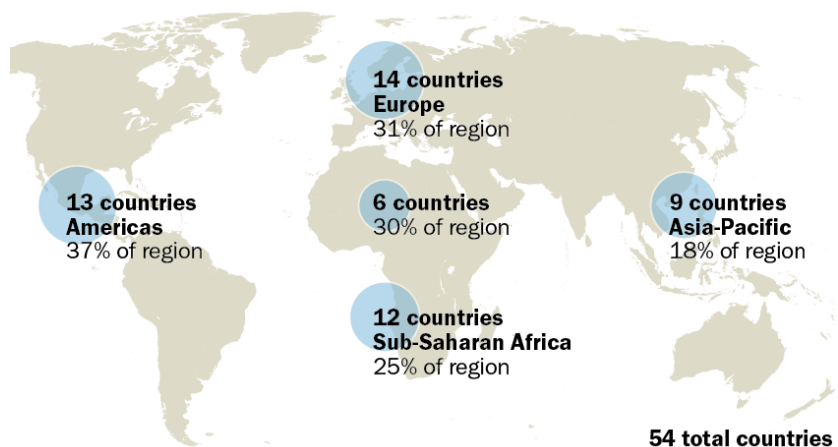 14 countries
Europe
31% of region
13 countries
Americas
37% of region
6 countries
30% of region
9 countries
Asia-Pacific
18% of region
12 countries
Sub-Saharan Africa
25% of region
54 total countries